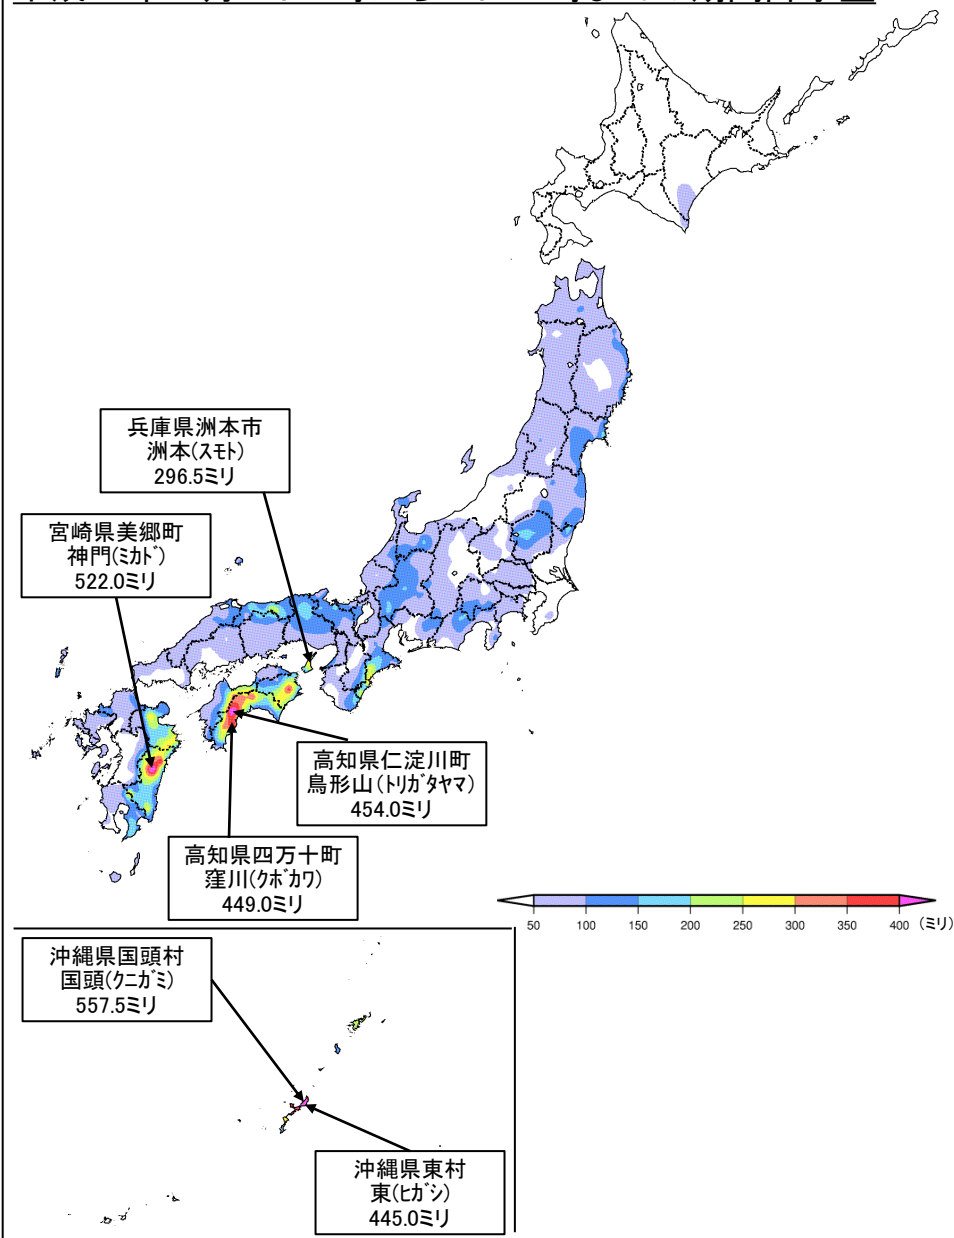 兵庫県洲本市
洲本(ｽﾓﾄ)
296.5ミリ
宮崎県美郷町
神門(ﾐｶﾄﾞ)
522.0ミリ
高知県仁淀川町
鳥形山(ﾄﾘｶﾞﾀﾔﾏ)
454.0ミリ
高知県四万十町
窪川(ｸﾎﾞｶﾜ)
449.0ミリ
50 100 150 200 250 300 350 400 (ミリ)
沖縄県国頭村
国頭(ｸﾆｶﾞﾐ)
557.5ミリ
沖縄県東村
東(ﾋｶﾞｼ)
445.0ミリ